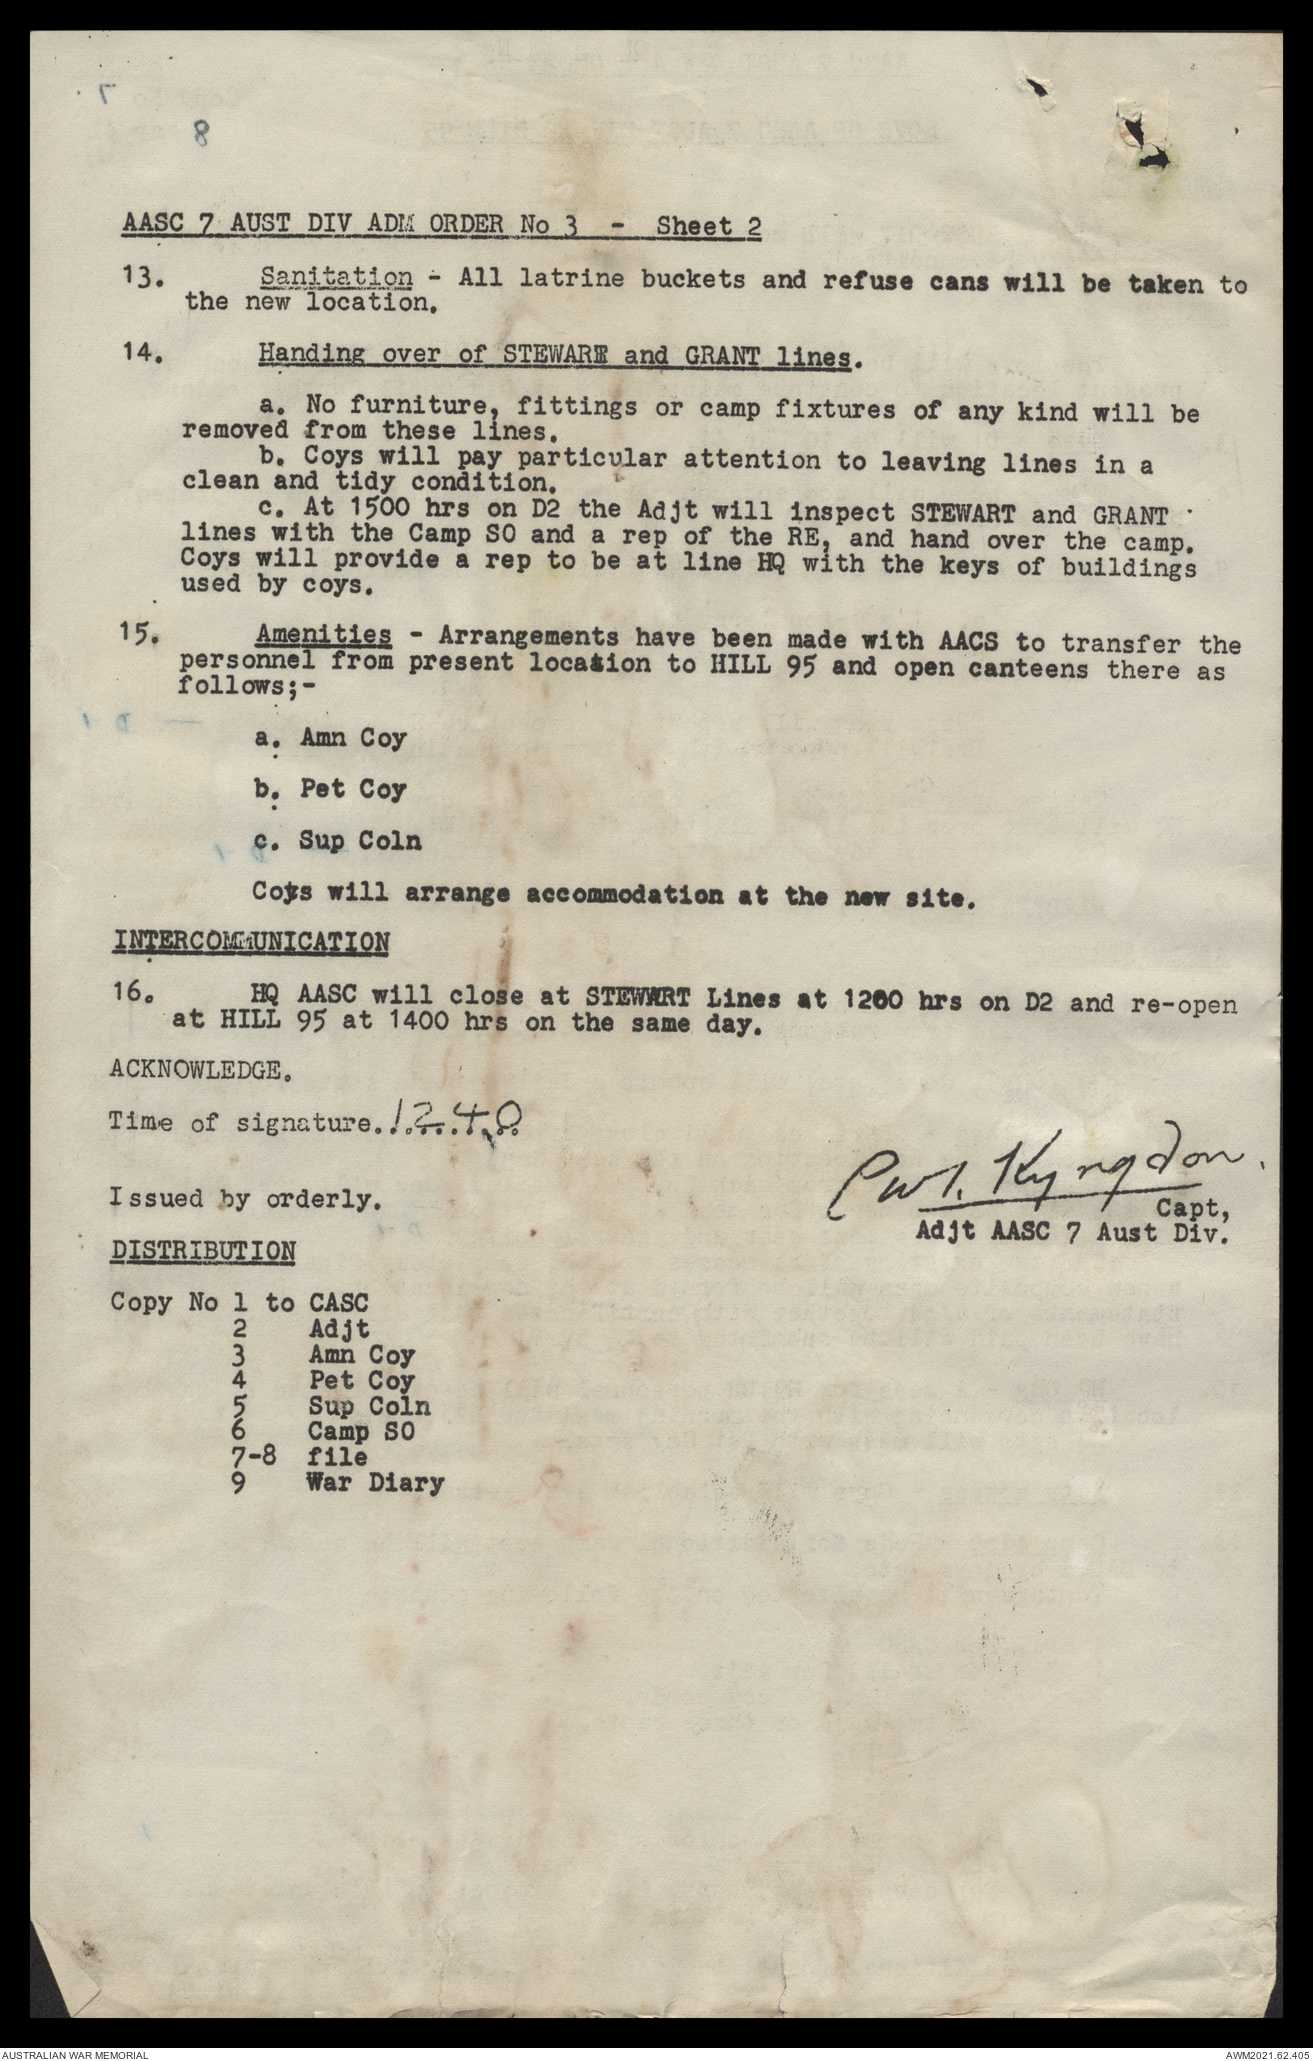 7
8
AASC 7 AUST DIV ADM ORDER No 3 - Sheet 2
13. Sanitation - All latrine buckets and refuse cans will be taken to
the new location.
14. Handing over of STEWART and GRANT lines.
a. No furniture, fittings or camp fixtures of any kind will be
removed from these lines.
b. Coys will pay particular attention to leaving lines in a
clean and tidy condition.
c. At 1500 hrs on D2 the Adjt will inspect STEWART and GRANT
lines with the Camp SO and a rep of the RE, and hand over the camp.
Coys will provide a rep to be at line HQ with the keys of buildings
used by coys.
15. Amenities - Arrangements have been made with AACS to transfer the
personnel from present location to HILL 95 and open canteens there as
follows;-
a. Amn Coy
b. Pet Coy
c. Sup Coln
Coys will arrange accommodation at the new site.
INTERCOMMUNICATION
16. HQ AASC will close at STEWART Lines at 1200 hrs on D2 and re-open
at HILL 95 at 1400 hrs on the same day.
ACKNOWLEDGE.
Time of signature..1240..
Kyngdon.
Issued by orderly.
Capt,
Adjt AASC 7 Aust Div.
DISTRIBUTION
Copy No 1 to CASC
2 Adjt
3 Amn Coy
4 Pet Coy
5 Sup Coln
6 Camp SO
7-8 file
9 War Diary
AUSTRALIAN WAR MEMORIAL
AWM2021.62.405